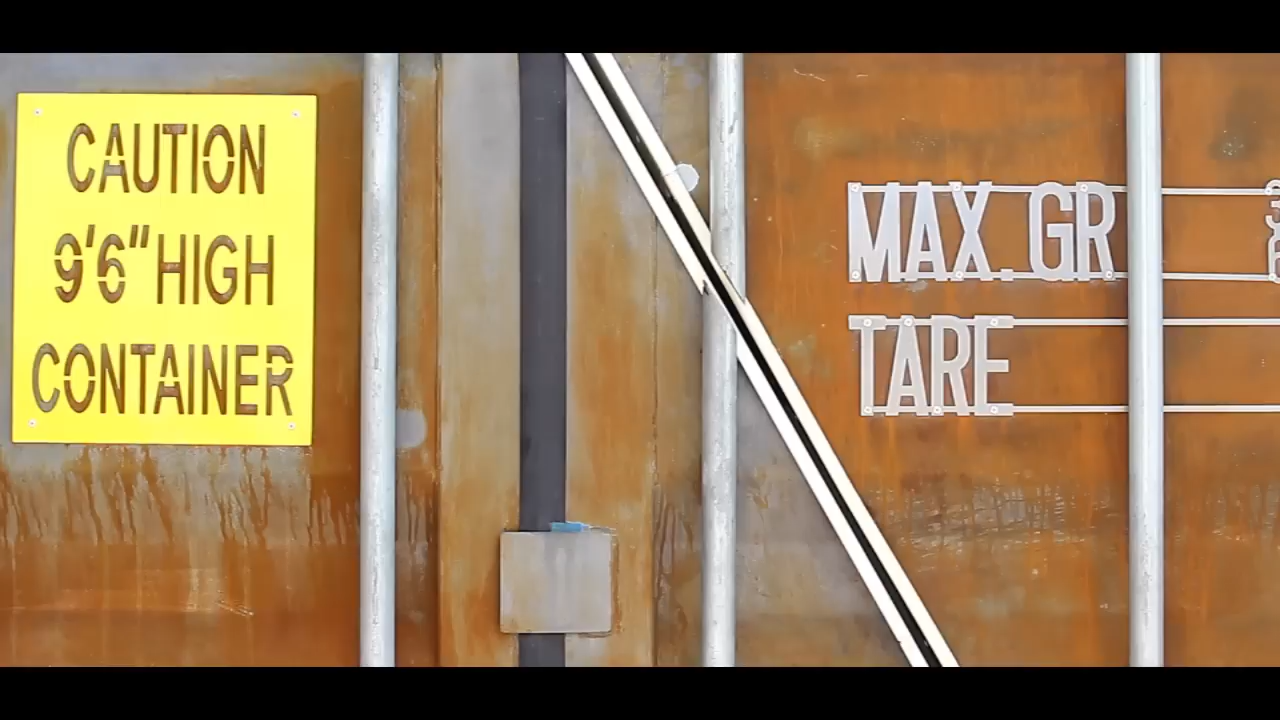 CAUTION
9'6" HIGH
CONTAINER
MAX. GR
TARE